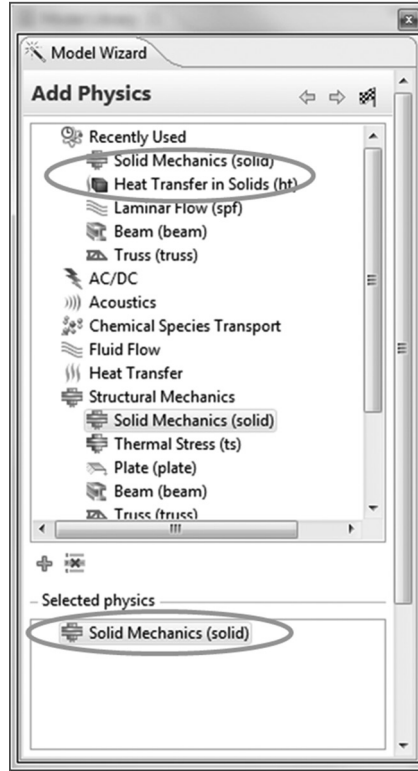 Model Wizard
Add Physics
Recently Used
Solid Mechanics (solid)
Heat Transfer in Solids (ht)
Laminar Flow (spf)
Beam (beam)
Truss (truss)
AC/DC
Acoustics
Chemical Species Transport
Fluid Flow
Heat Transfer
Structural Mechanics
Solid Mechanics (solid)
Thermal Stress (ts)
Plate (plate)
Beam (beam)
Truss (truss)
Selected physics
Solid Mechanics (solid)